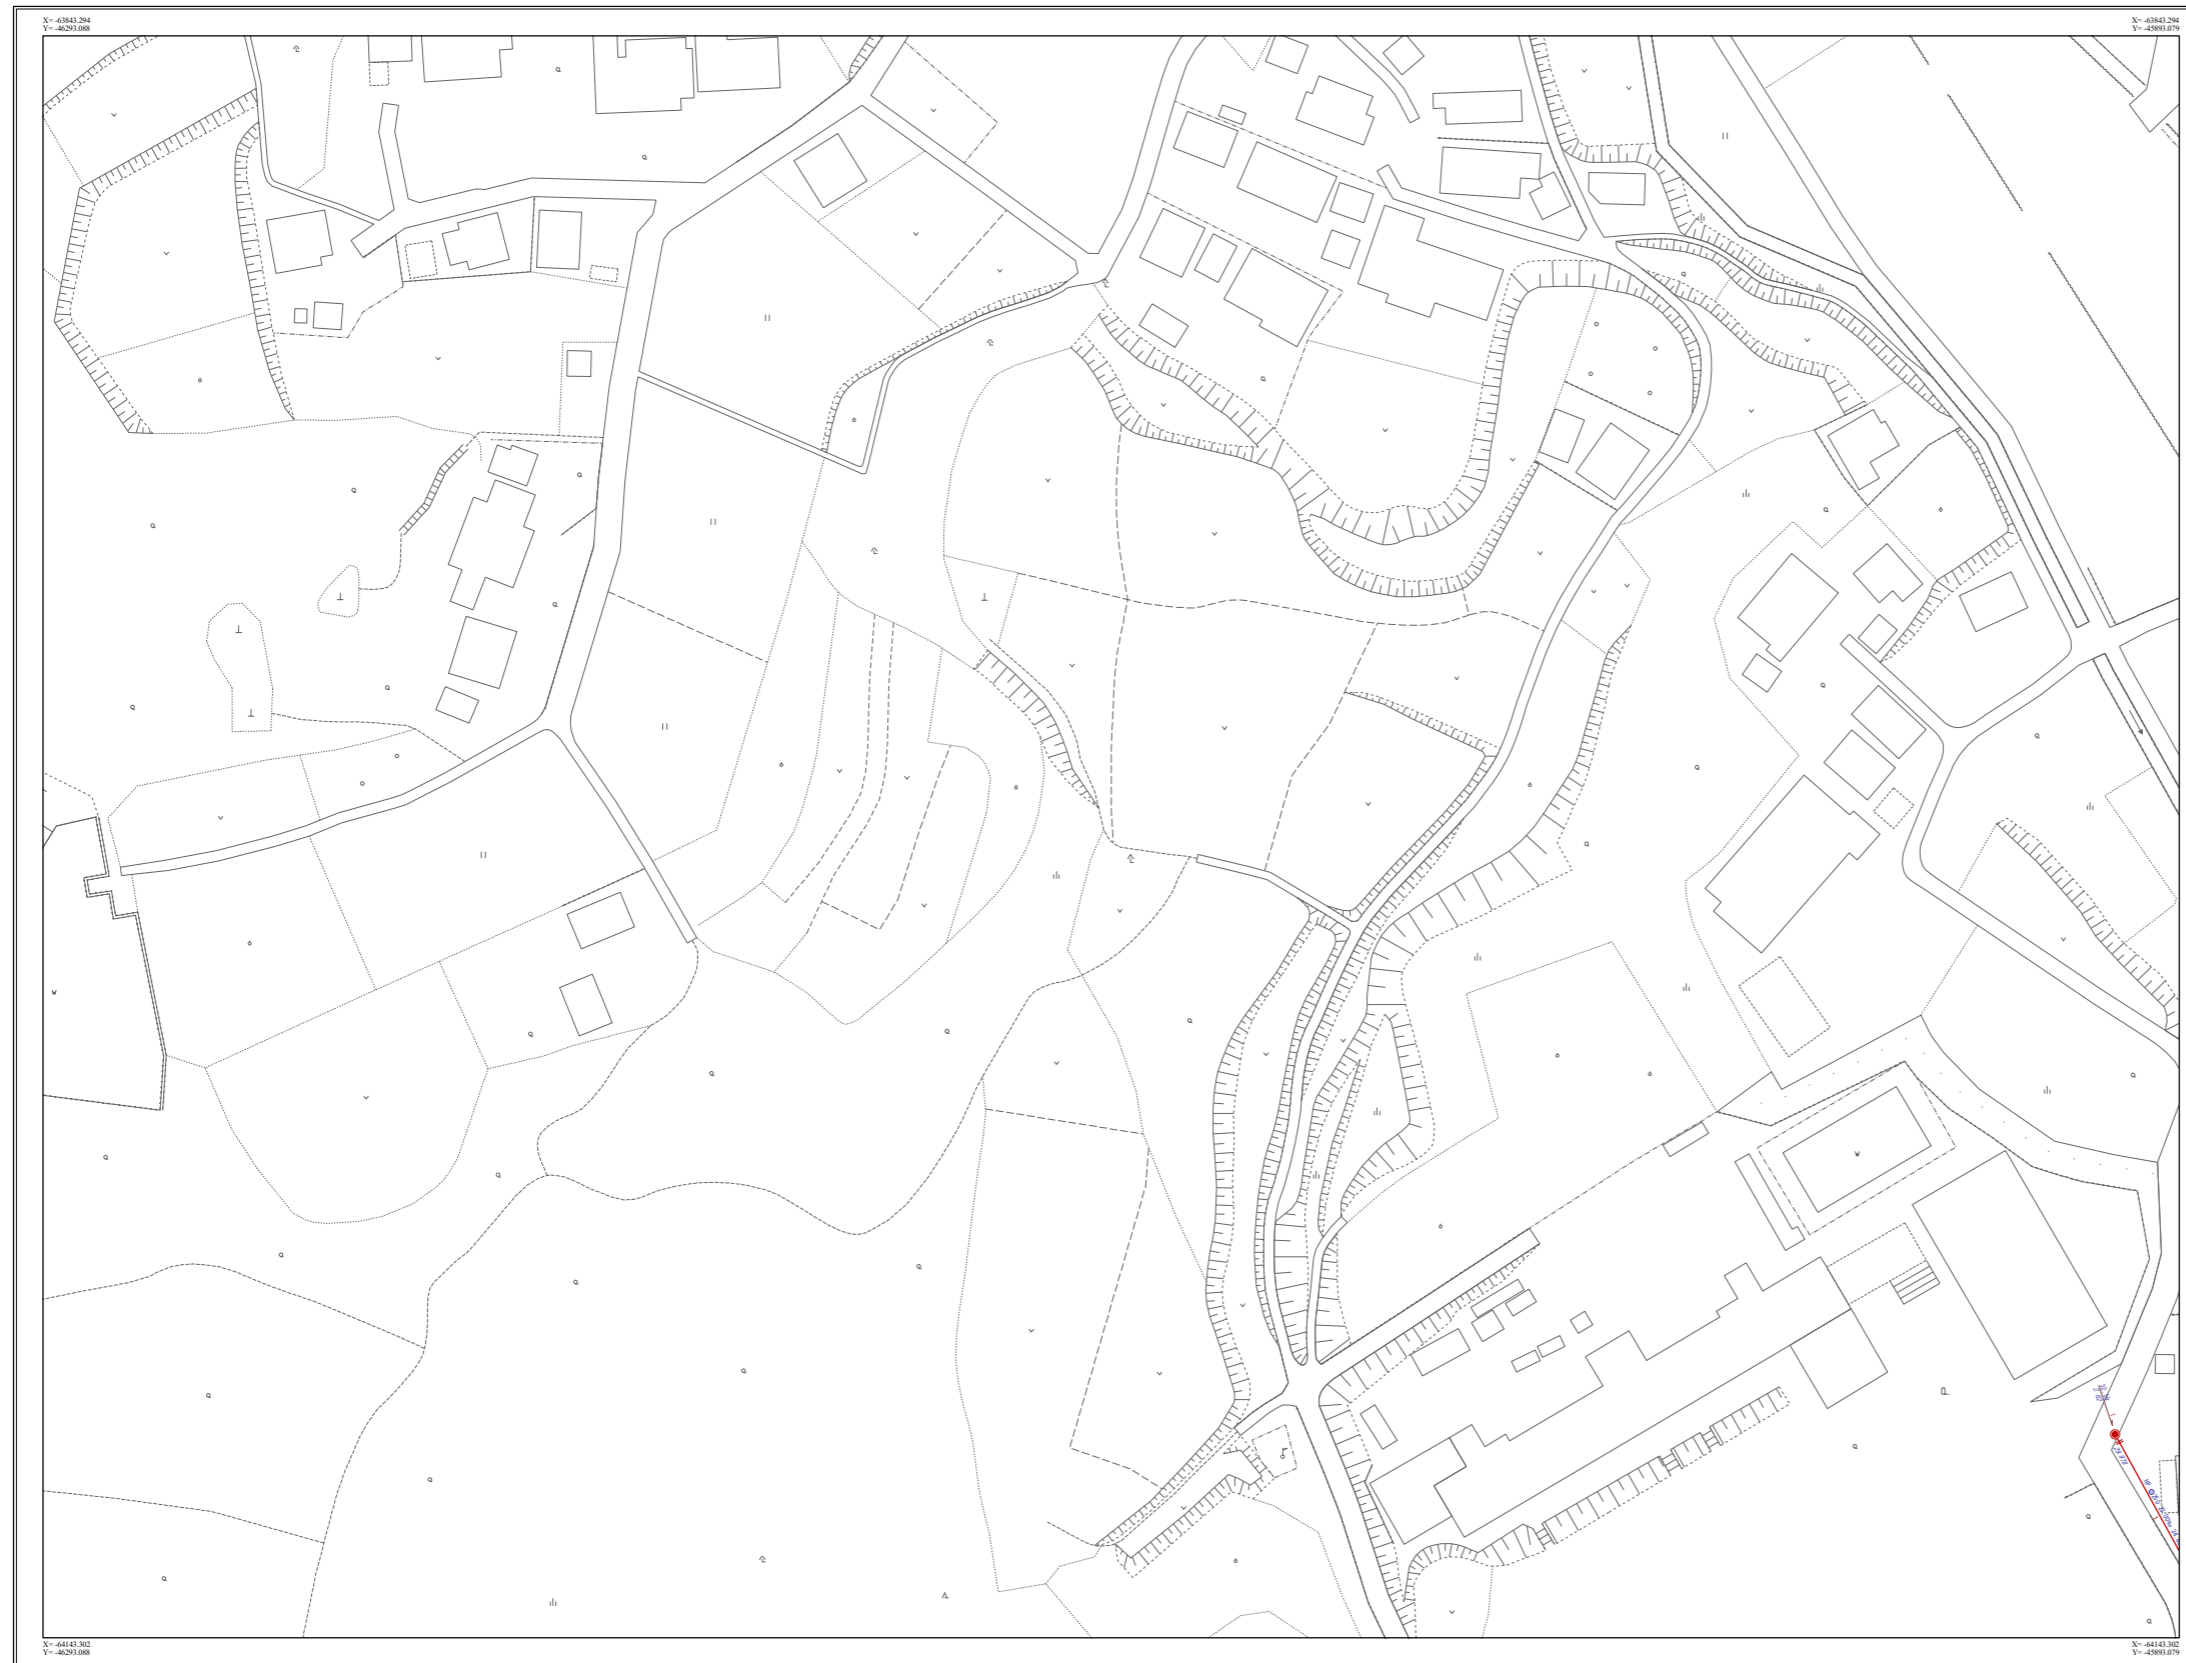 X= -63843.294
Y= -46293.088
X= -63843.294
Y= -45893.079
X= -64143.302
Y= -46293.088
X= -64143.302
Y= -45893.079